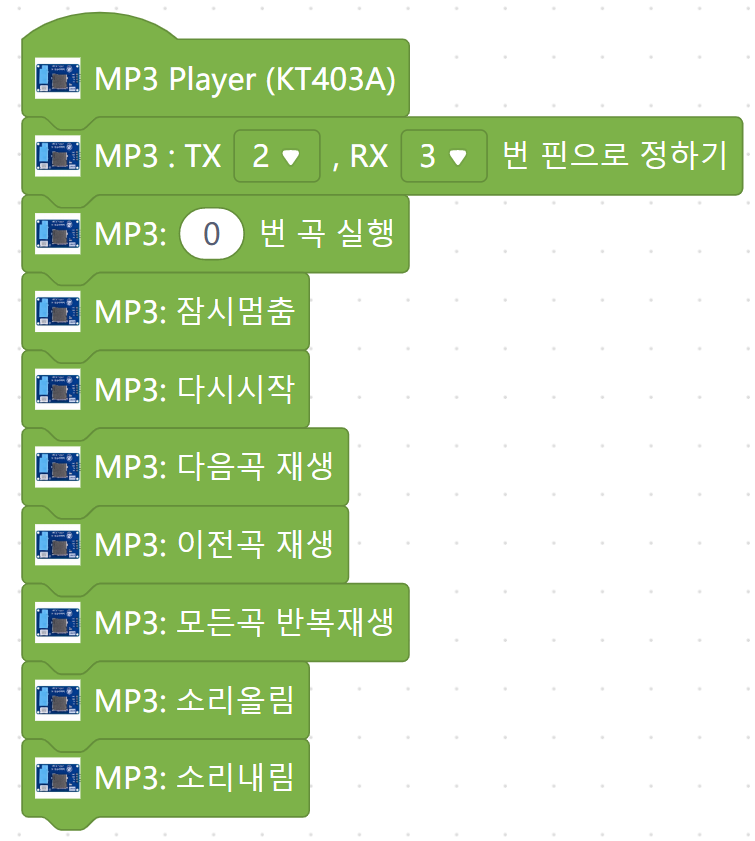 MP3 Player (KT403A)
MP3 : TX 2 , RX 3 번 핀으로 정하기
MP3: 0 번 곡 실행
MP3: 잠시멈춤
MP3: 다시시작
MP3: 다음곡 재생
MP3: 이전곡 재생
MP3: 모든곡 반복재생
MP3: 소리올림
MP3: 소리내림